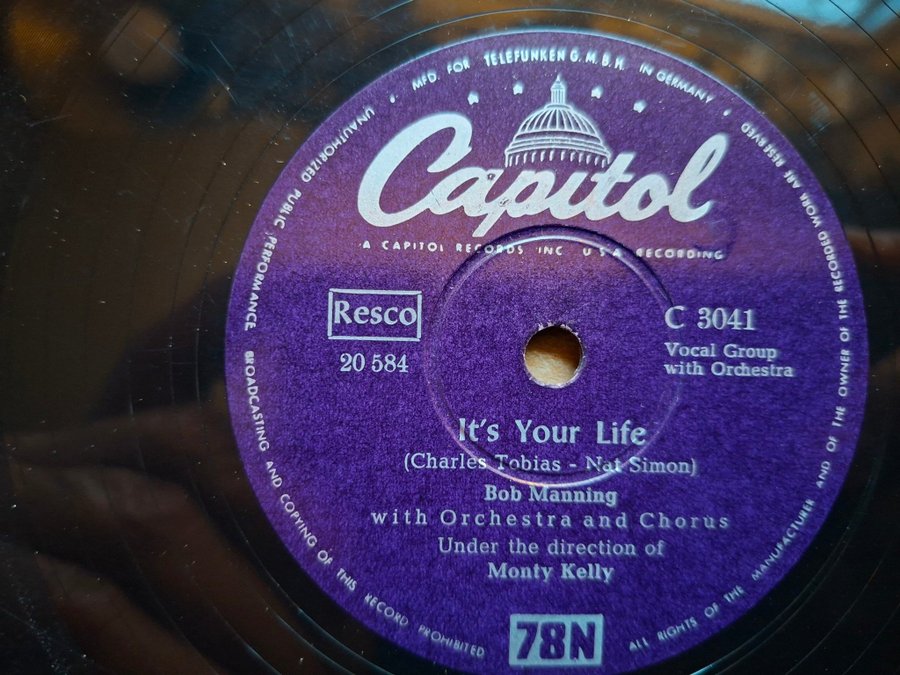 MFD. FOR TELEFUNKEN G.M.B.H. IN GERMANY
Capitol
A CAPITOL RECORDS INC U S A RECORDING
Resco
20 584
C 3041
Vocal Group
with Orchestra
It's Your Life
(Charles Tobias - Nat Simon)
Bob Manning
with Orchestra and Chorus
Under the direction of
Monty Kelly
78N
UNAUTHORIZED PUBLIC PERFORMANCE BROADCASTING AND COPYING OF THIS RECORD PROHIBITED
ALL RIGHTS OF THE MANUFACTURER AND OF THE OWNER OF THE RECORDED WORK ARE RESERVED